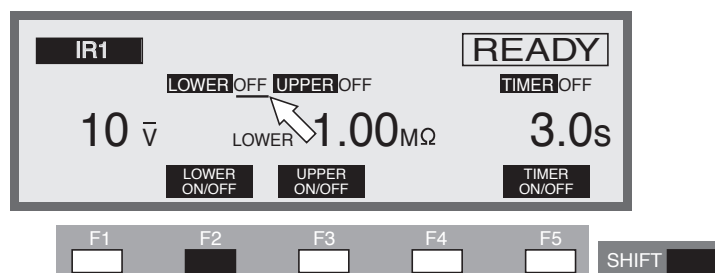 IR1 READY
LOWER OFF UPPER OFF TIMER OFF
10 V LOWER 1.00MΩ 3.0s
LOWER ON/OFF UPPER ON/OFF TIMER ON/OFF
F1 F2 F3 F4 F5
SHIFT